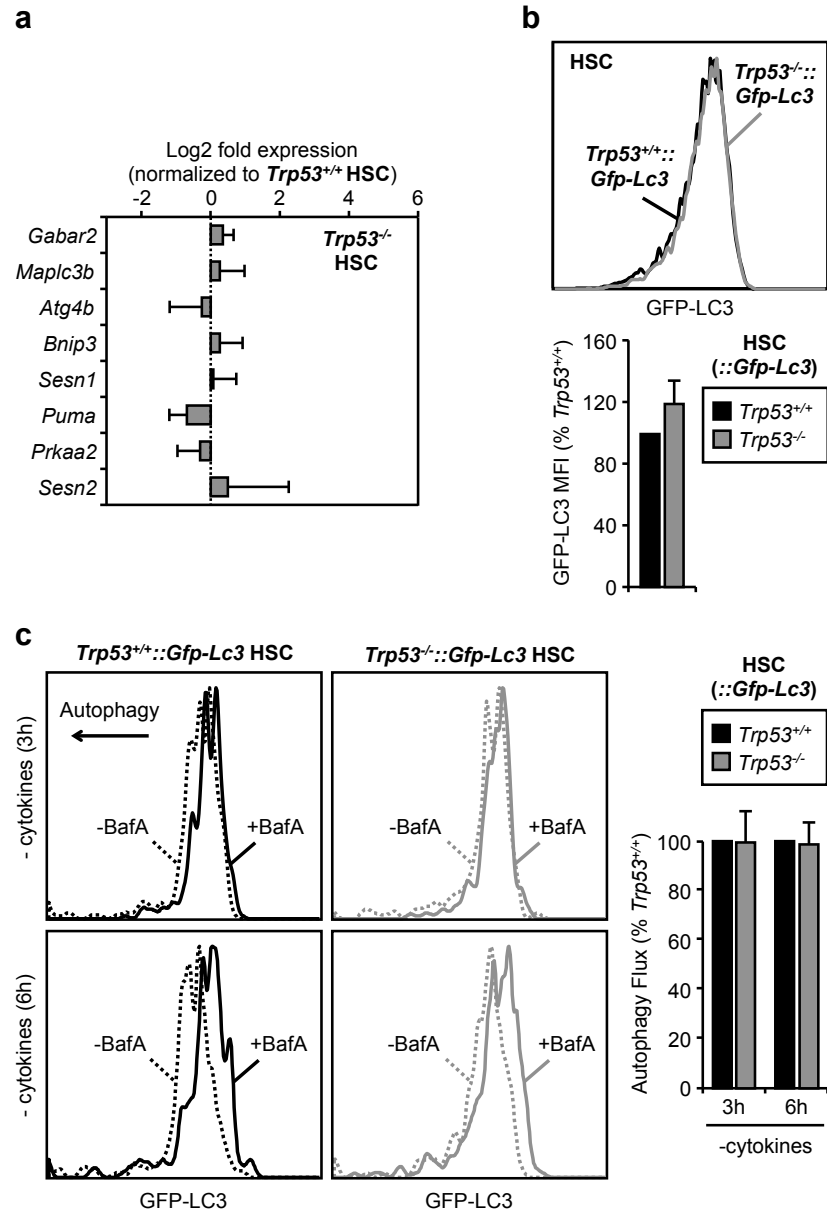 a
Log2 fold expression
(normalized to Trp53+/+ HSC)
-2 0 2 4 6
Trp53-/-
HSC
Gabar2
Maplc3b
Atg4b
Bnip3
Sesn1
Puma
Prkaa2
Sesn2
b
HSC
Trp53-/-::
Gfp-Lc3
Trp53+/+::
Gfp-Lc3
GFP-LC3
GFP-LC3 MFI (% Trp53+/+)
160
120
80
40
0
HSC
(::Gfp-Lc3)
Trp53+/+
Trp53-/-
c
Trp53+/+::Gfp-Lc3 HSC
Trp53-/-::Gfp-Lc3 HSC
- cytokines (3h)
Autophagy
-BafA
+BafA
-BafA
+BafA
- cytokines (6h)
-BafA
+BafA
-BafA
+BafA
GFP-LC3
GFP-LC3
HSC
(::Gfp-Lc3)
Trp53+/+
Trp53-/-
Autophagy Flux (% Trp53+/+)
100
80
60
40
20
0
3h 6h
-cytokines